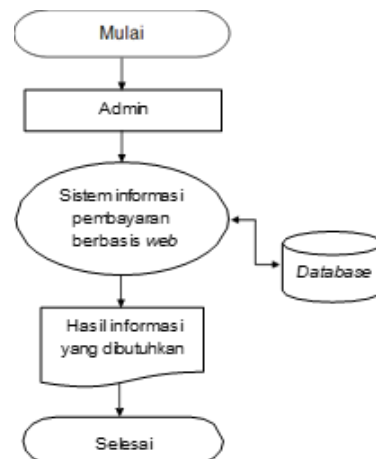 Mulai
Admin
Sistem informasi
pembayaran
berbasis web
Database
Hasil informasi
yang dibutuhkan
Selesai